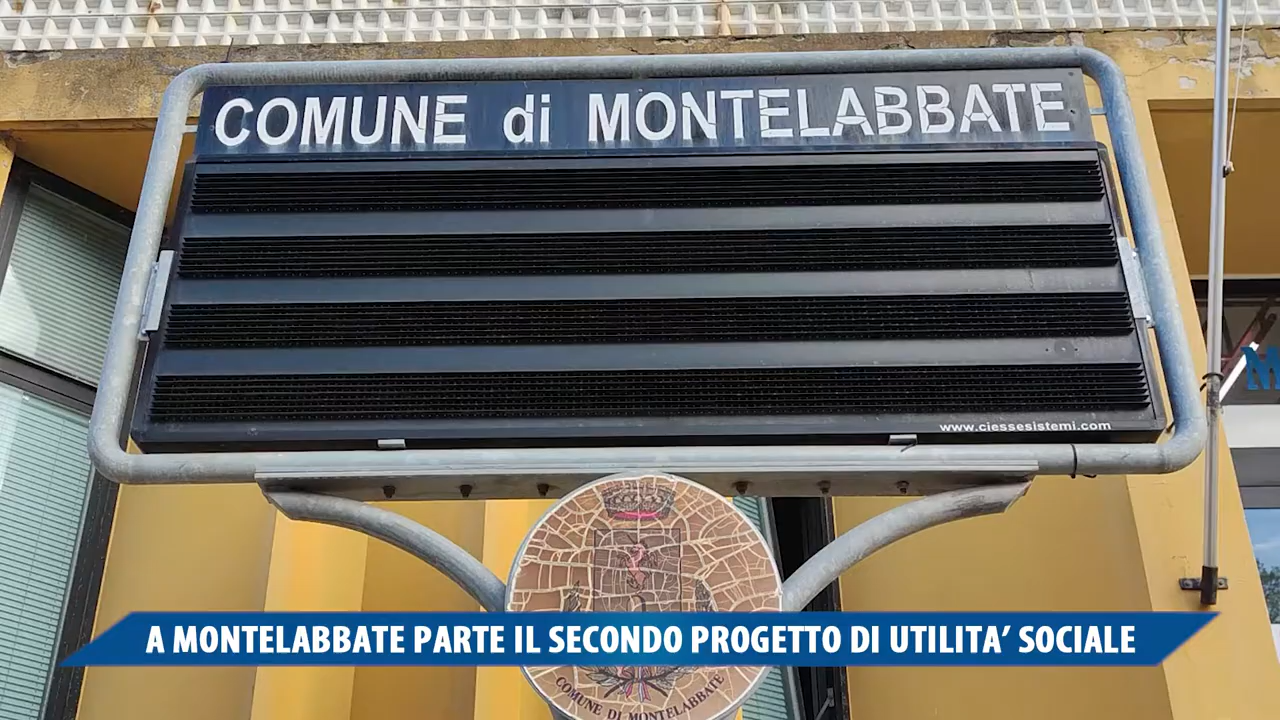 COMUNE di MONTELABBATE
www.ciessesistemi.com
M
A MONTELABBATE PARTE IL SECONDO PROGETTO DI UTILITA' SOCIALE
COMUNE DI MONTELABBATE